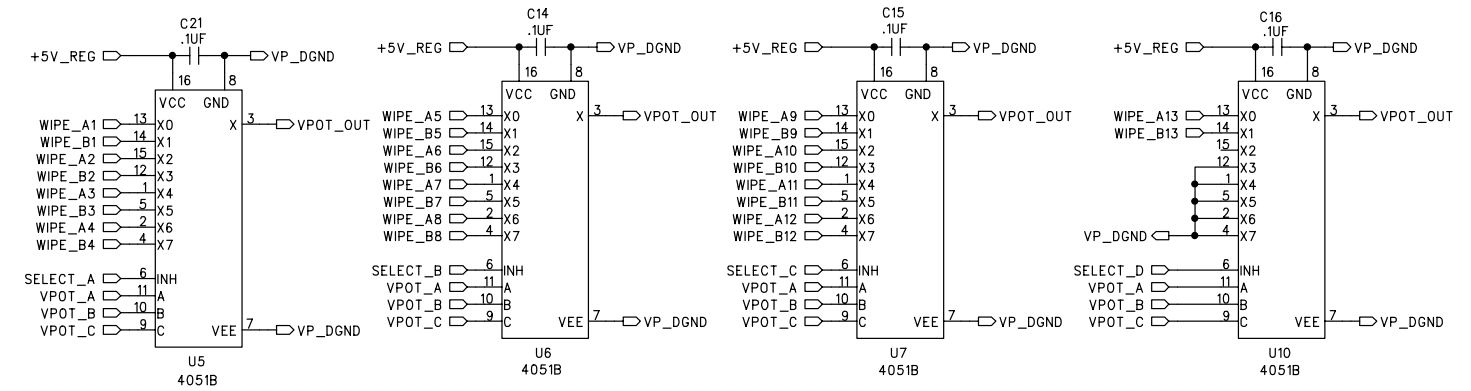 C21
.1UF
+5V_REG VP_DGND
16 8
VCC GND
WIPE_A1 13 X0 X 3 VPOT_OUT
WIPE_B1 14 X1
WIPE_A2 15 X2
WIPE_B2 12 X3
WIPE_A3 1 X4
WIPE_B3 5 X5
WIPE_A4 2 X6
WIPE_B4 4 X7
SELECT_A 6 INH
VPOT_A 11 A
VPOT_B 10 B
VPOT_C 9 C VEE 7 VP_DGND
U5
4051B
C14
.1UF
+5V_REG VP_DGND
16 8
VCC GND
WIPE_A5 13 X0 X 3 VPOT_OUT
WIPE_B5 14 X1
WIPE_A6 15 X2
WIPE_B6 12 X3
WIPE_A7 1 X4
WIPE_B7 5 X5
WIPE_A8 2 X6
WIPE_B8 4 X7
SELECT_B 6 INH
VPOT_A 11 A
VPOT_B 10 B
VPOT_C 9 C VEE 7 VP_DGND
U6
4051B
C15
.1UF
+5V_REG VP_DGND
16 8
VCC GND
WIPE_A9 13 X0 X 3 VPOT_OUT
WIPE_B9 14 X1
WIPE_A10 15 X2
WIPE_B10 12 X3
WIPE_A11 1 X4
WIPE_B11 5 X5
WIPE_A12 2 X6
WIPE_B12 4 X7
SELECT_C 6 INH
VPOT_A 11 A
VPOT_B 10 B
VPOT_C 9 C VEE 7 VP_DGND
U7
4051B
C16
.1UF
+5V_REG VP_DGND
16 8
VCC GND
WIPE_A13 13 X0 X 3 VPOT_OUT
WIPE_B13 14 X1
15 X2
12 X3
1 X4
5 X5
2 X6
VP_DGND 4 X7
SELECT_D 6 INH
VPOT_A 11 A
VPOT_B 10 B
VPOT_C 9 C VEE 7 VP_DGND
U10
4051B